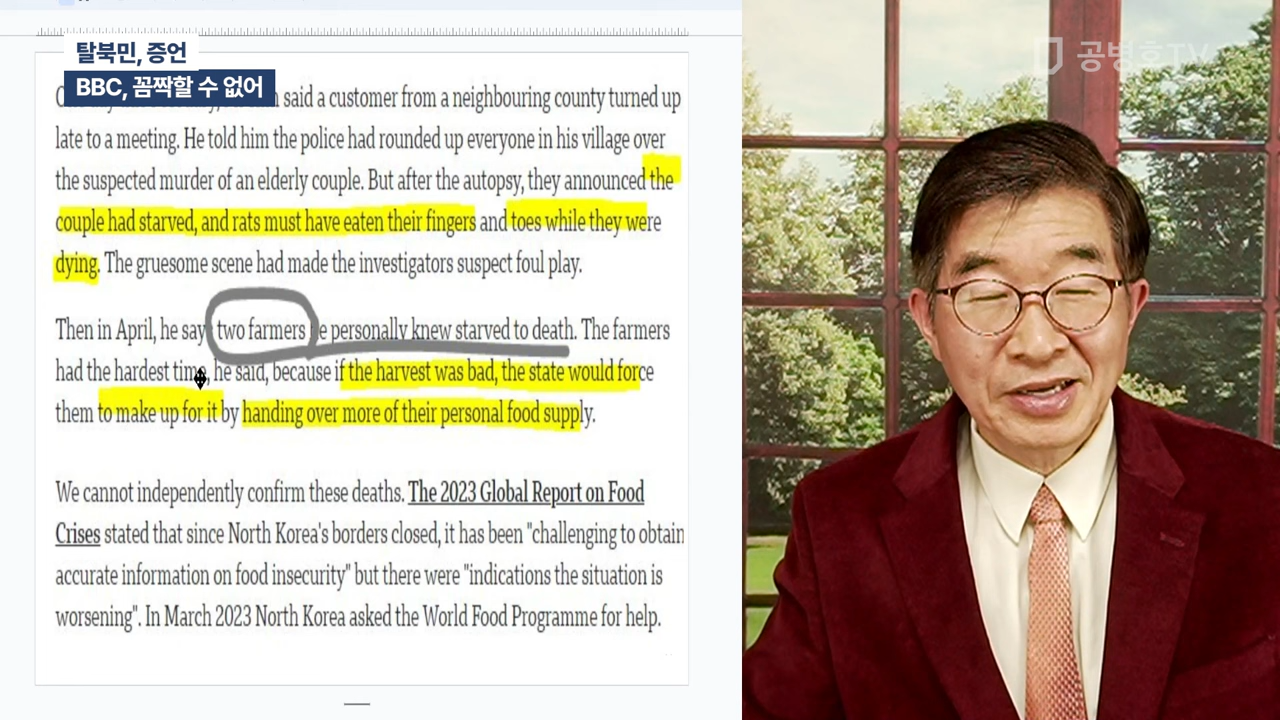 탈북민, 증언
BBC, 꼼짝할 수 없어
공병호TV
said a customer from a neighbouring county turned up
late to a meeting. He told him the police had rounded up everyone in his village over
the suspected murder of an elderly couple. But after the autopsy, they announced the
couple had starved, and rats must have eaten their fingers and toes while they were
dying. The gruesome scene had made the investigators suspect foul play.
Then in April, he say two farmers he personally knew starved to death. The farmers
had the hardest time, he said, because if the harvest was bad, the state would force
them to make up for it by handing over more of their personal food supply.
We cannot independently confirm these deaths. The 2023 Global Report on Food
Crises stated that since North Korea's borders closed, it has been "challenging to obtain
accurate information on food insecurity" but there were "indications the situation is
worsening". In March 2023 North Korea asked the World Food Programme for help.